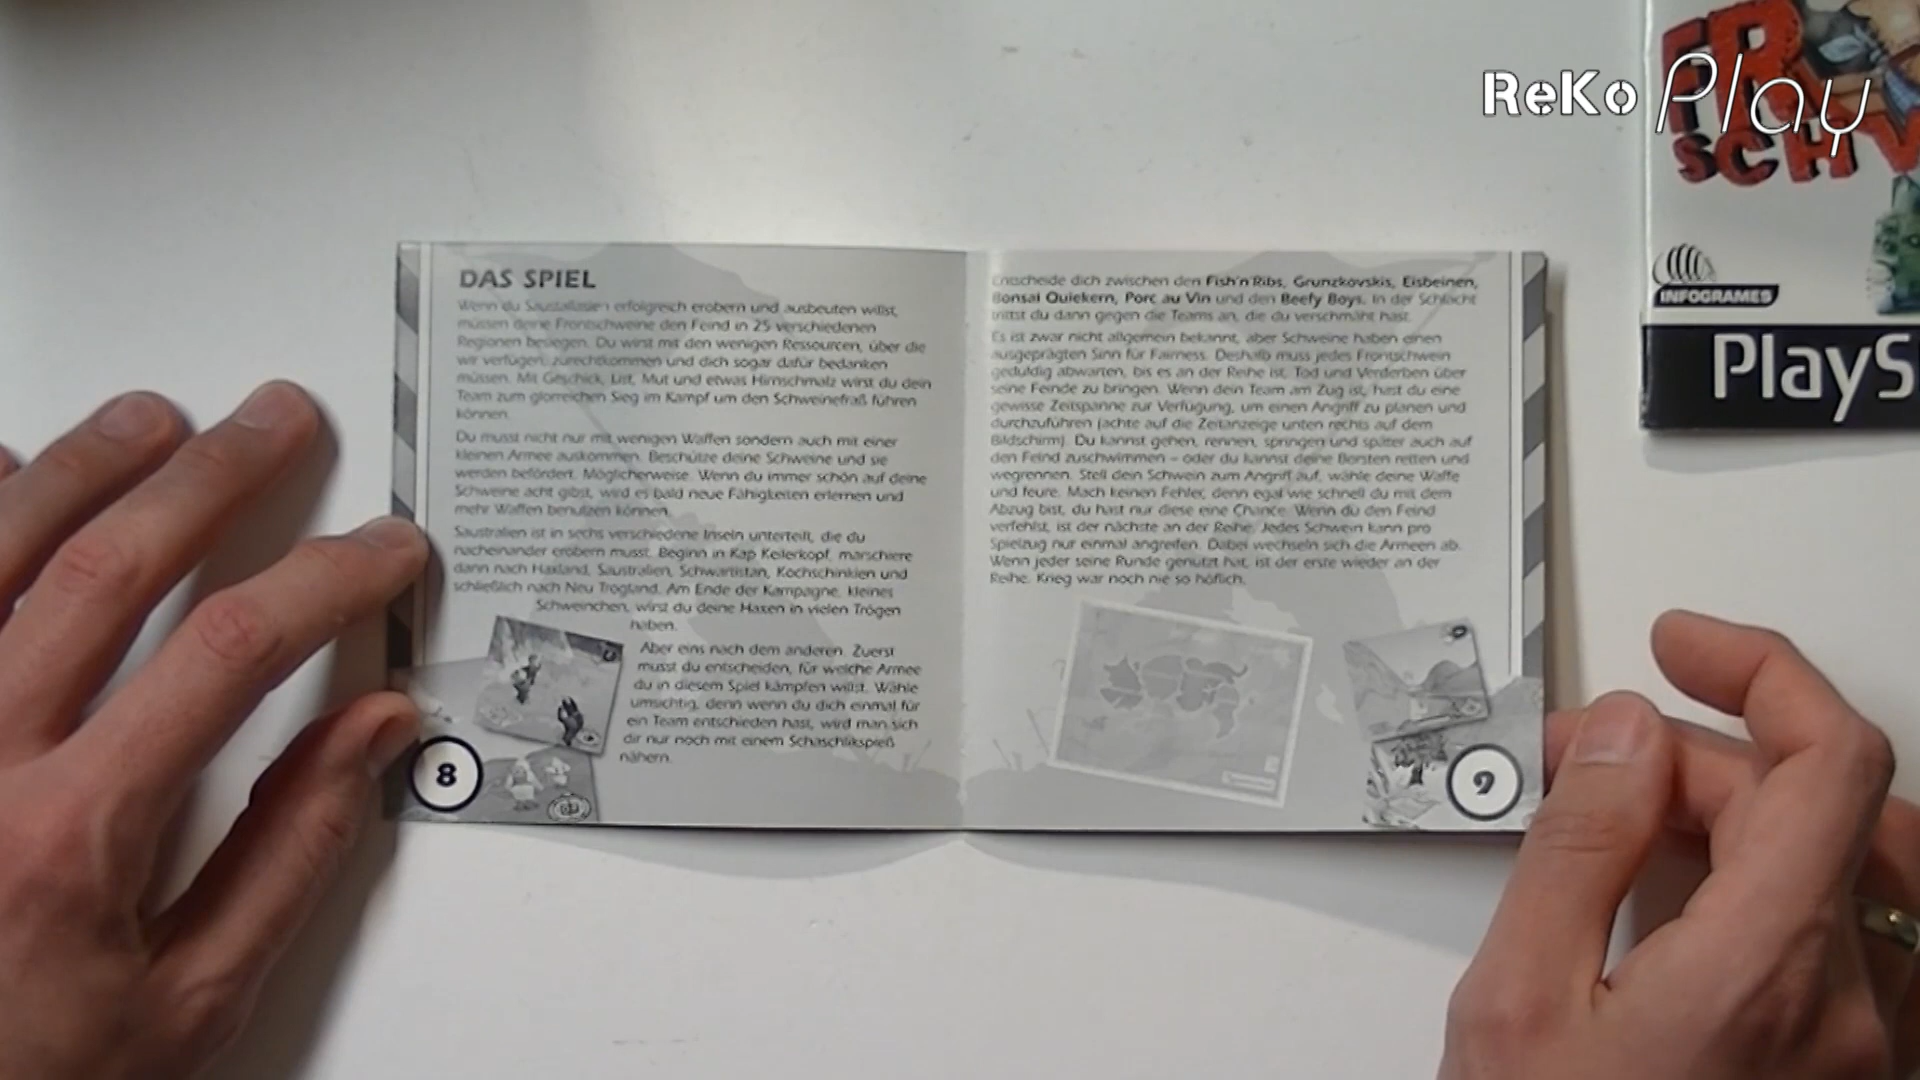 ReKo Play
FR
SCHW
INFOGRAMES
PlayS
DAS SPIEL
Wenn du Saustralien erfolgreich erobern und ausbeuten willst,
müssen deine Frontschweine den Feind in 25 verschiedenen
Regionen besiegen. Du wirst mit den wenigen Ressourcen, über die
wir verfügen, zurechtkommen und dich sogar dafür bedanken
müssen. Mit Geschick, List, Mut und etwas Hirnschmalz wirst du dein
Team zum glorreichen Sieg im Kampf um den Schweinefraß führen
können.
Du musst nicht nur mit wenigen Waffen sondern auch mit einer
kleinen Armee auskommen. Beschütze deine Schweine und sie
werden befördert. Möglicherweise. Wenn du immer schön auf deine
Schweine acht gibst, wird es bald neue Fähigkeiten erlernen und
mehr Waffen benutzen können.
Saustralien ist in sechs verschiedene Inseln unterteilt, die du
nacheinander erobern musst. Beginn in Kap Keilerkopf, marschiere
dann nach Haxland, Saustralien, Schwartistan, Kochschinkien und
schließlich nach Neu Trogland. Am Ende der Kampagne, kleines
Schweinchen, wirst du deine Haxen in vielen Trögen
haben.
Aber eins nach dem anderen. Zuerst
musst du entscheiden, für welche Armee
du in diesem Spiel kämpfen willst. Wähle
umsichtig, denn wenn du dich einmal für
ein Team entschieden hast, wird man sich
dir nur noch mit einem Schaschlikspieß
nähern.
8
Entscheide dich zwischen den Fish'n'Ribs, Grunzkovskis, Eisbeinen,
Bonsai Quiekern, Porc au Vin und den Beefy Boys. In der Schlacht
trittst du dann gegen die Teams an, die du verschmäht hast.
Es ist zwar nicht allgemein bekannt, aber Schweine haben einen
ausgeprägten Sinn für Fairness. Deshalb muss jedes Frontschwein
geduldig abwarten, bis es an der Reihe ist, Tod und Verderben über
seine Feinde zu bringen. Wenn dein Team am Zug ist, hast du eine
gewisse Zeitspanne zur Verfügung, um einen Angriff zu planen und
durchzuführen (achte auf die Zeitanzeige unten rechts auf dem
Bildschirm). Du kannst gehen, rennen, springen und später auch auf
den Feind zuschwimmen – oder du kannst deine Borsten retten und
wegrennen. Stell dein Schwein zum Angriff auf, wähle deine Waffe
und feure. Mach keinen Fehler, denn egal wie schnell du mit dem
Abzug bist, du hast nur diese eine Chance. Wenn du den Feind
verfehlst, ist der nächste an der Reihe. Jedes Schwein kann pro
Spielzug nur einmal angreifen. Dabei wechseln sich die Armeen ab.
Wenn jeder seine Runde genutzt hat, ist der erste wieder an der
Reihe. Krieg war noch nie so höflich.
9